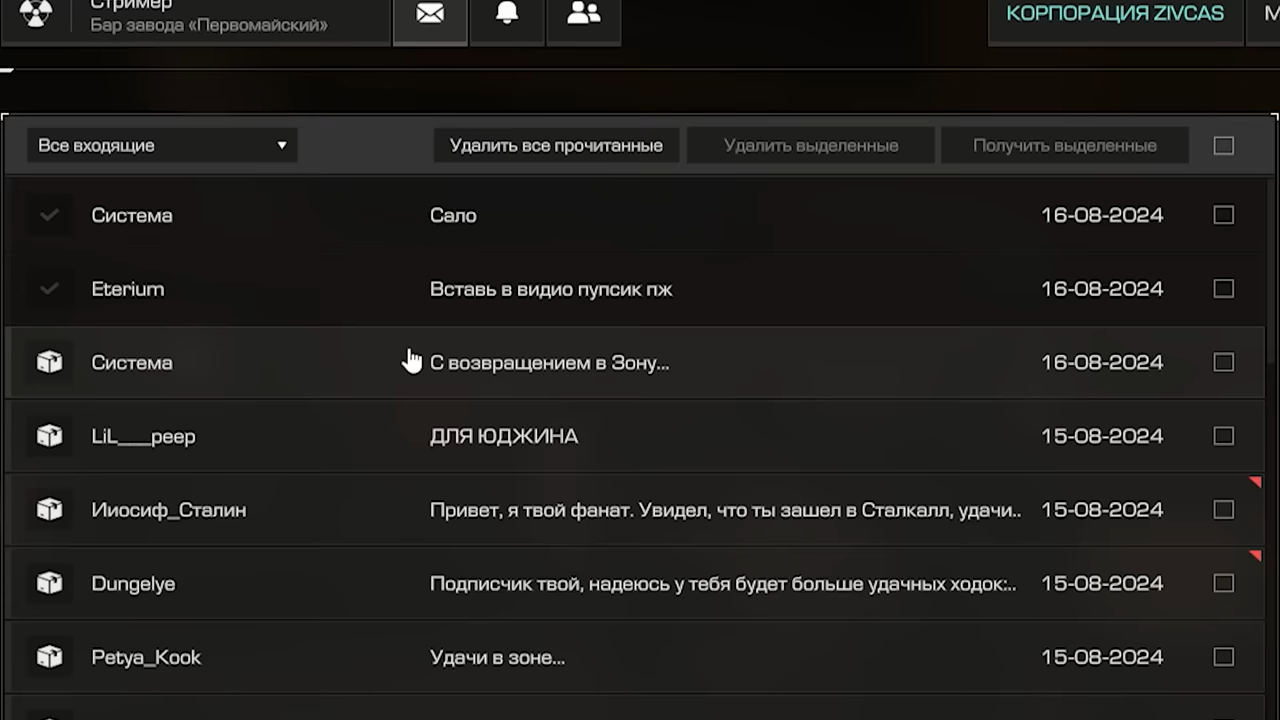 Стример
Бар завода «Первомайский»
КОРПОРАЦИЯ ZIVCAS
Все входящие
Удалить все прочитанные
Удалить выделенные
Получить выделенные
Система Сало 16-08-2024
Eterium Вставь в видио пупсик пж 16-08-2024
Система С возвращением в Зону... 16-08-2024
LiL___peep ДЛЯ ЮДЖИНА 15-08-2024
Ииосиф_Сталин Привет, я твой фанат. Увидел, что ты зашел в Сталкалл, удачи.. 15-08-2024
Dungelye Подписчик твой, надеюсь у тебя будет больше удачных ходок:.. 15-08-2024
Petya_Kook Удачи в зоне... 15-08-2024